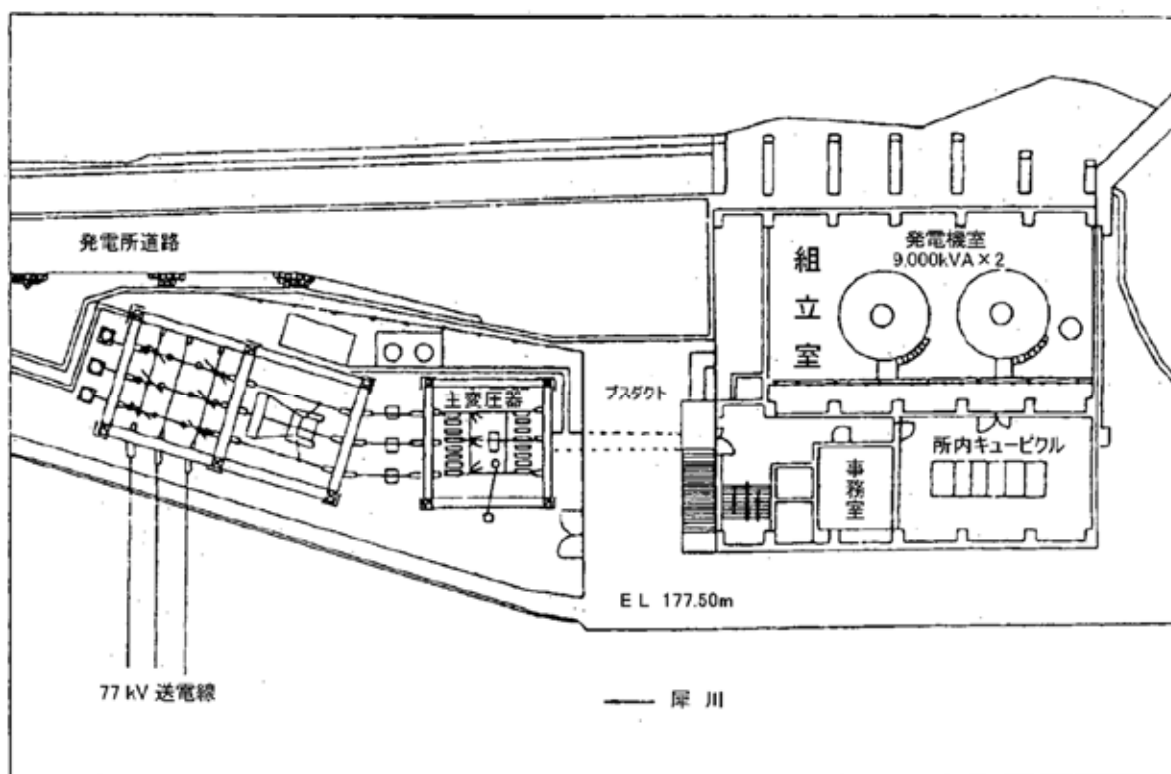 発電所道路
発電機室
9,000kVA×2
組立室
主変圧器
ブスダクト
所内キュービクル
事務室
EL 177.50m
77 kV 送電線
犀川